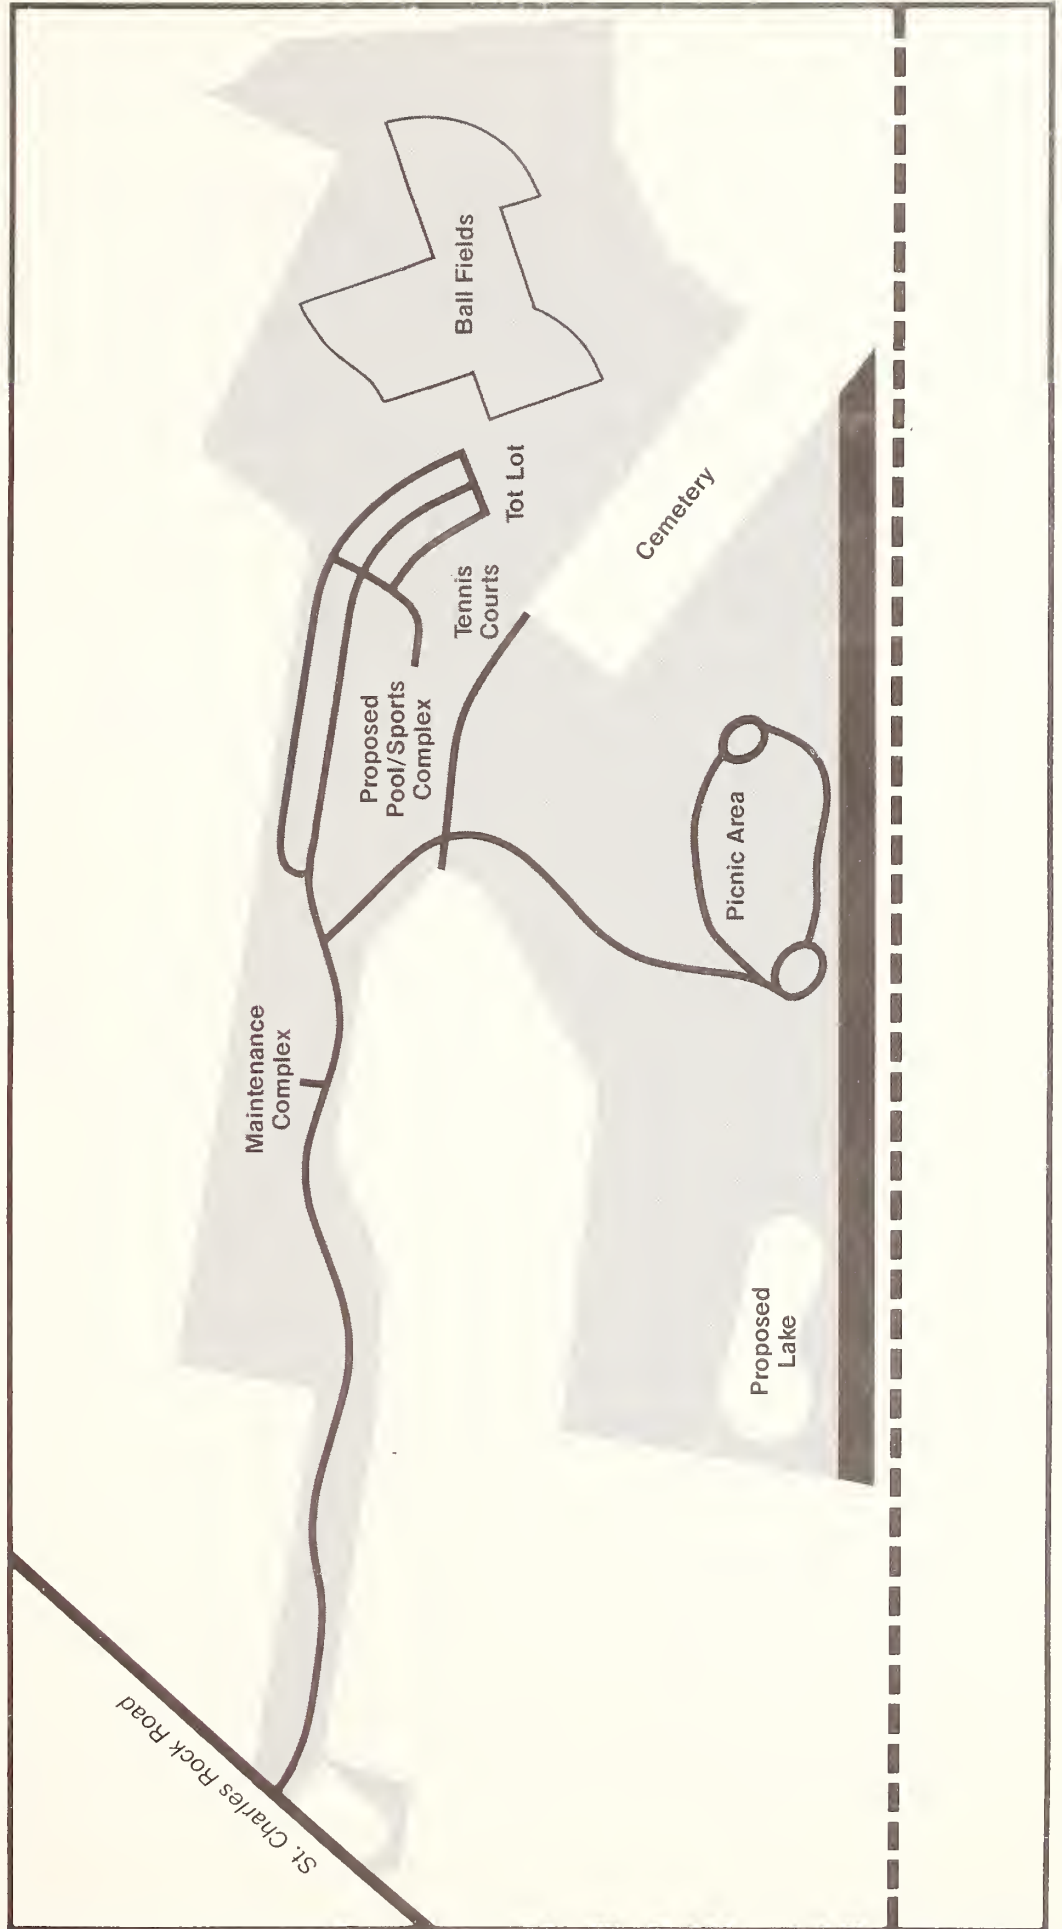 St. Charles Rock Road
Maintenance
Complex
Proposed
Pool/Sports
Complex
Tennis
Courts
Tot Lot
Ball Fields
Cemetery
Picnic Area
Proposed
Lake